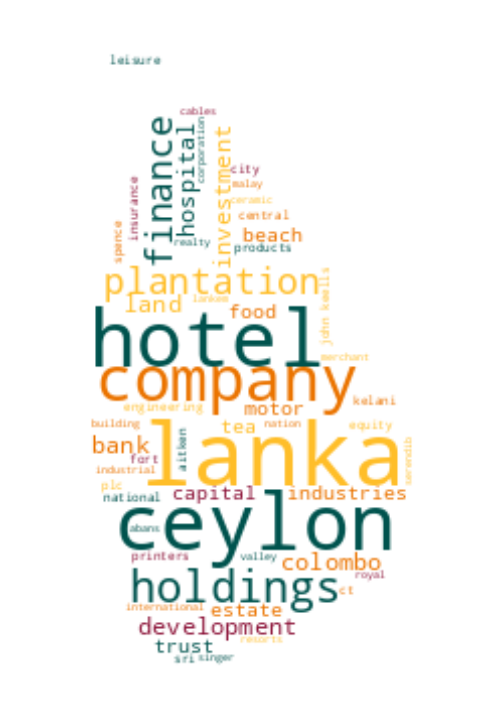 leisure
cables
corporation
finance
hospital
investment
city
insurance
malay
ceramic
central
spence
beach
realty
products
plantation
land
lankem
john keells
food
hotel
merchant
company
kelani
engineering
motor
building
tea
nation
equity
bank
aitken
lanka
serendib
fort
industrial
plc
national
capital
industries
ceylon
abans
printers
valley
colombo
holdings
royal
ct
international
estate
development
resorts
trust
sri
singer